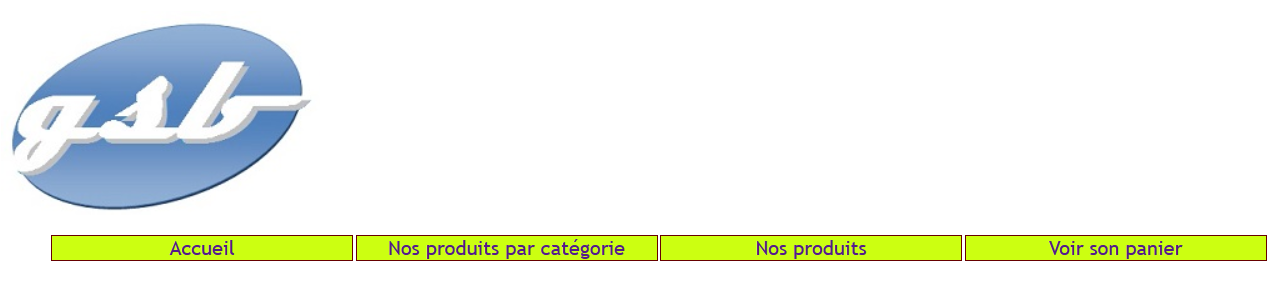 gsb
Accueil
Nos produits par catégorie
Nos produits
Voir son panier